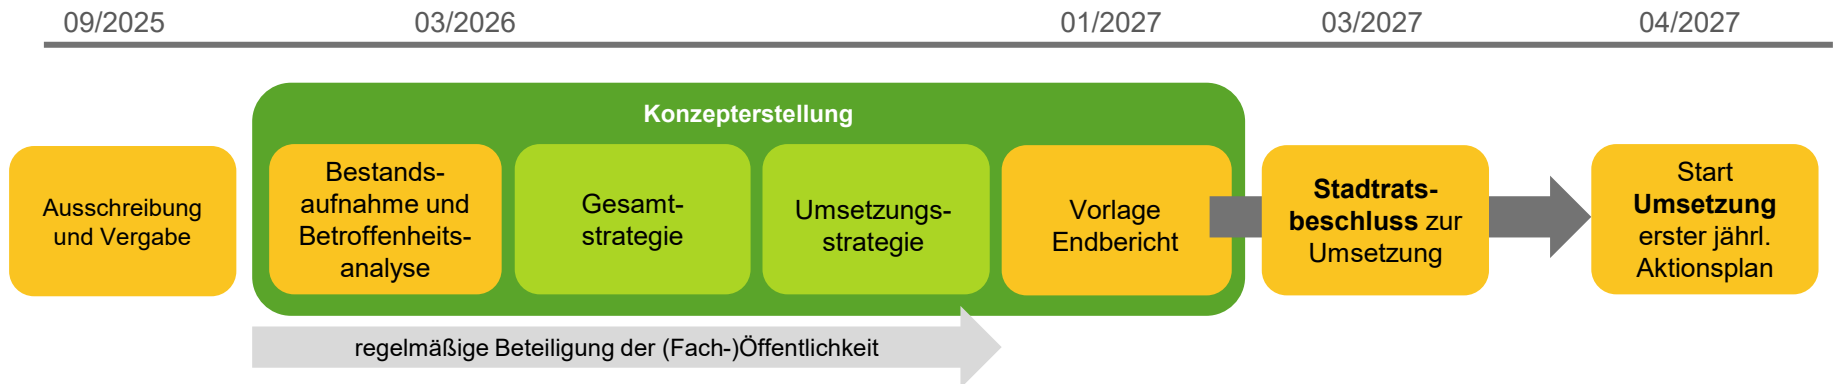 09/2025
03/2026
01/2027
03/2027
04/2027
Konzepterstellung
Ausschreibung
und Vergabe
Bestands-
aufnahme und
Betroffenheits-
analyse
Gesamt-
strategie
Umsetzungs-
strategie
Vorlage
Endbericht
Stadtrats-
beschluss zur
Umsetzung
Start
Umsetzung
erster jährl.
Aktionsplan
regelmäßige Beteiligung der (Fach-)Öffentlichkeit